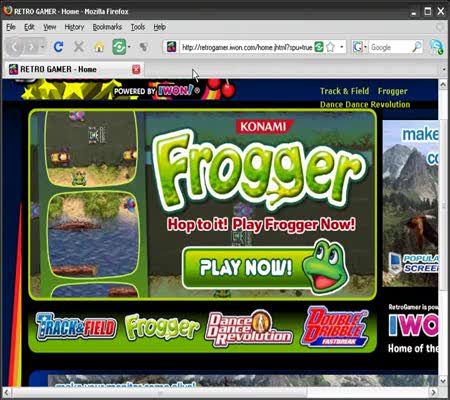 RETRO GAMER - Home - Mozilla Firefox
File Edit View History Bookmarks Tools Help
http://retrogamer.iwon.com/home.jhtml?spu=true
Google
RETRO GAMER - Home
POWERED BY IWON!®
Track & Field Frogger
Dance Dance Revolution
KONAMI
Frogger
Hop to it! Play Frogger Now!
PLAY NOW!
make
co
POPULA
SCREEN
TRACK & FIELD
Frogger
Dance Dance Revolution
DOUBLE DRIBBLE
FASTBREAK
RetroGamer is pow
IWON
Home of the
make your monitor come alive!